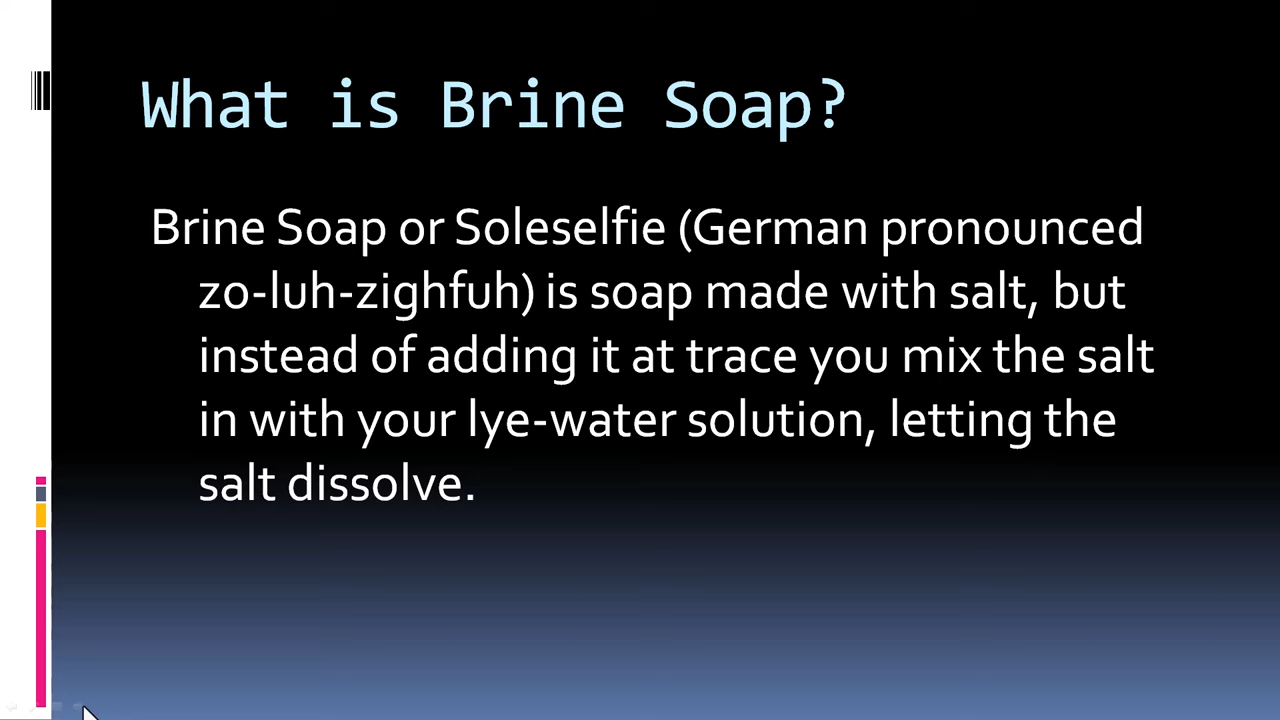 What is Brine Soap?
Brine Soap or Soleselfie (German pronounced
zo-luh-zighfuh) is soap made with salt, but
instead of adding it at trace you mix the salt
in with your lye-water solution, letting the
salt dissolve.